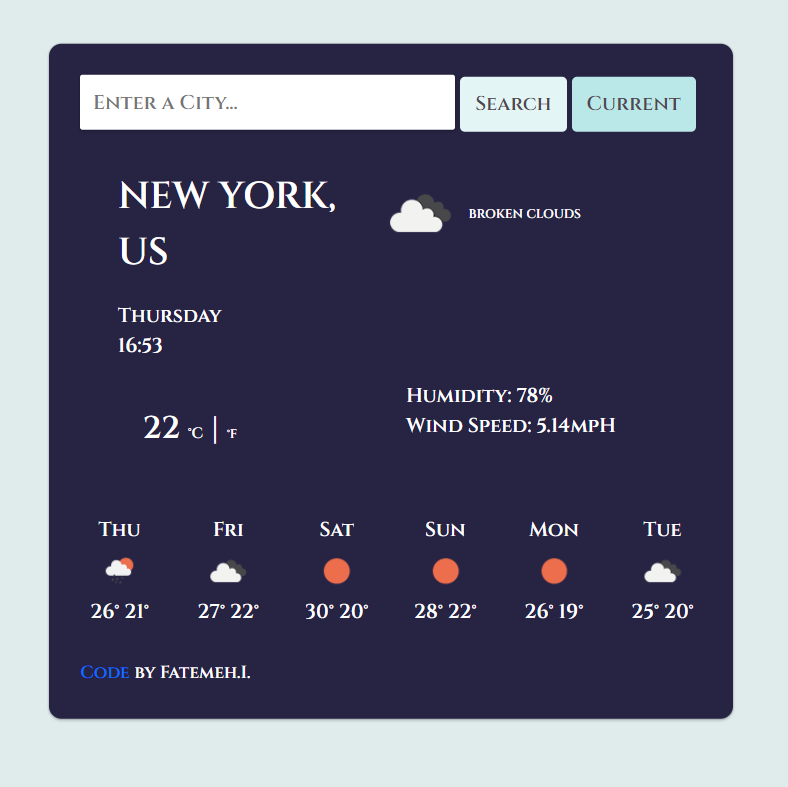 Enter a City...
Search
Current
NEW YORK,
US
BROKEN CLOUDS
Thursday
16:53
22 °C | °F
Humidity: 78%
Wind Speed: 5.14mpH
Thu Fri Sat Sun Mon Tue
26° 21° 27° 22° 30° 20° 28° 22° 26° 19° 25° 20°
Code by Fatemeh.I.